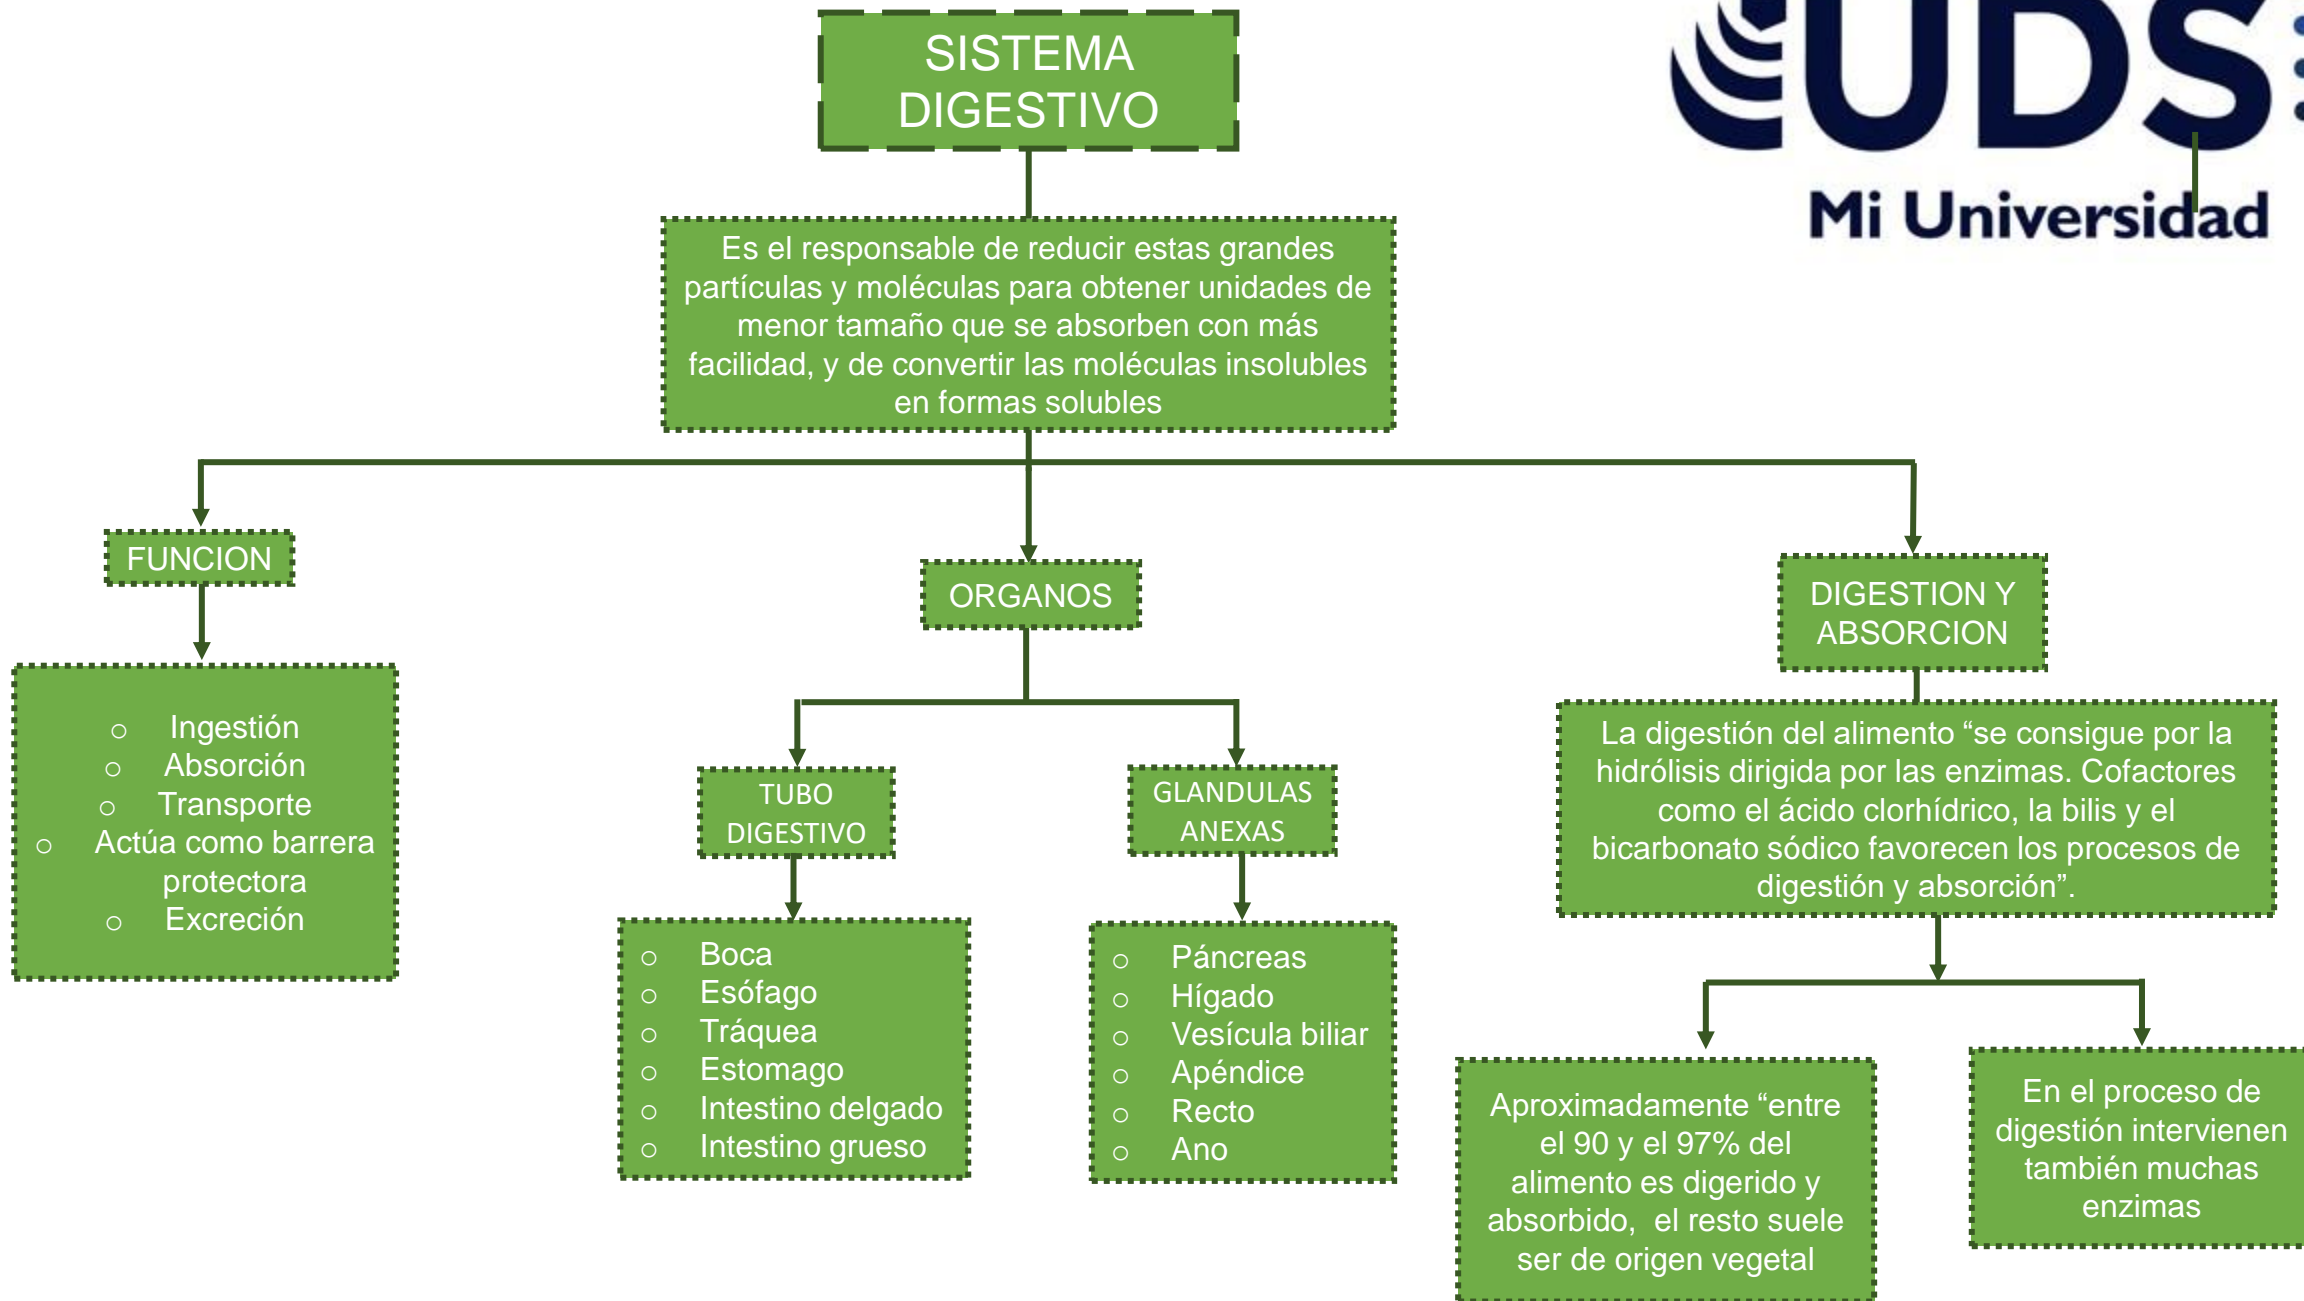 SISTEMA
DIGESTIVO
UDS
Mi Universidad
Es el responsable de reducir estas grandes
partículas y moléculas para obtener unidades de
menor tamaño que se absorben con más
facilidad, y de convertir las moléculas insolubles
en formas solubles
FUNCION
○ Ingestión
○ Absorción
○ Transporte
○ Actúa como barrera
protectora
○ Excreción
ORGANOS
TUBO
DIGESTIVO
○ Boca
○ Esófago
○ Tráquea
○ Estomago
○ Intestino delgado
○ Intestino grueso
GLANDULAS
ANEXAS
○ Páncreas
○ Hígado
○ Vesícula biliar
○ Apéndice
○ Recto
○ Ano
DIGESTION Y
ABSORCION
La digestión del alimento “se consigue por la
hidrólisis dirigida por las enzimas. Cofactores
como el ácido clorhídrico, la bilis y el
bicarbonato sódico favorecen los procesos de
digestión y absorción”.
Aproximadamente “entre
el 90 y el 97% del
alimento es digerido y
absorbido, el resto suele
ser de origen vegetal
En el proceso de
digestión intervienen
también muchas
enzimas